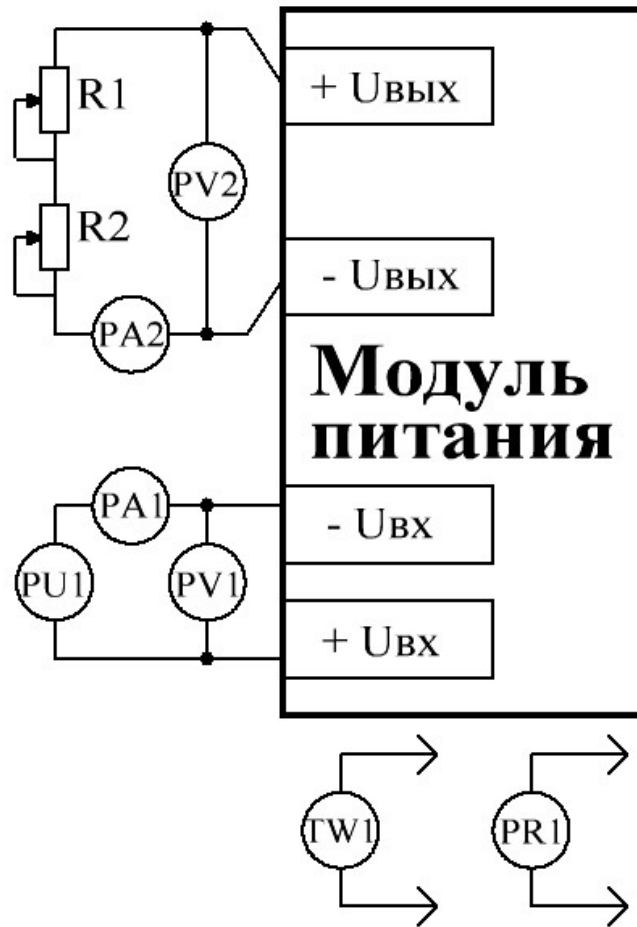 R1
+ Uвых
PV2
R2
- Uвых
PA2
Модуль
питания
PA1
- Uвх
PU1
PV1
+ Uвх
TW1
PR1